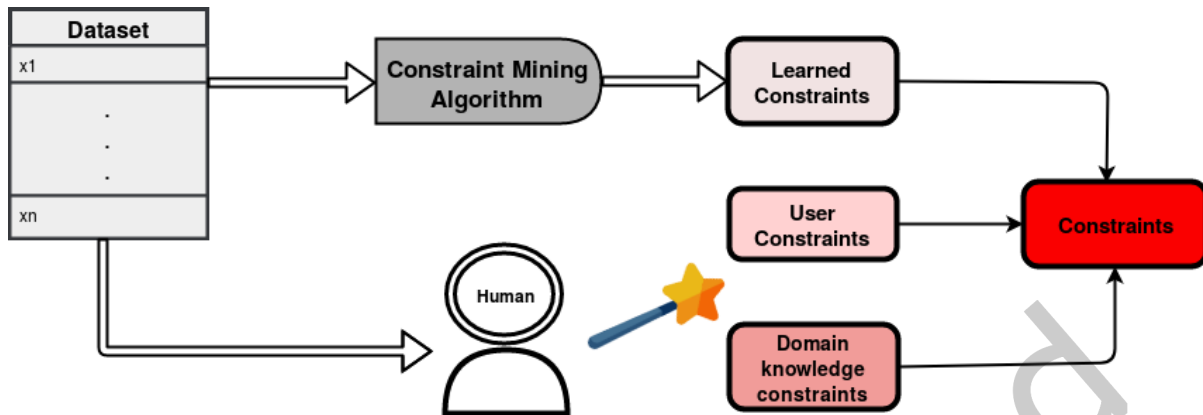 Dataset
x1
.
.
.
xn
Constraint Mining
Algorithm
Learned
Constraints
User
Constraints
Constraints
Human
Domain
knowledge
constraints